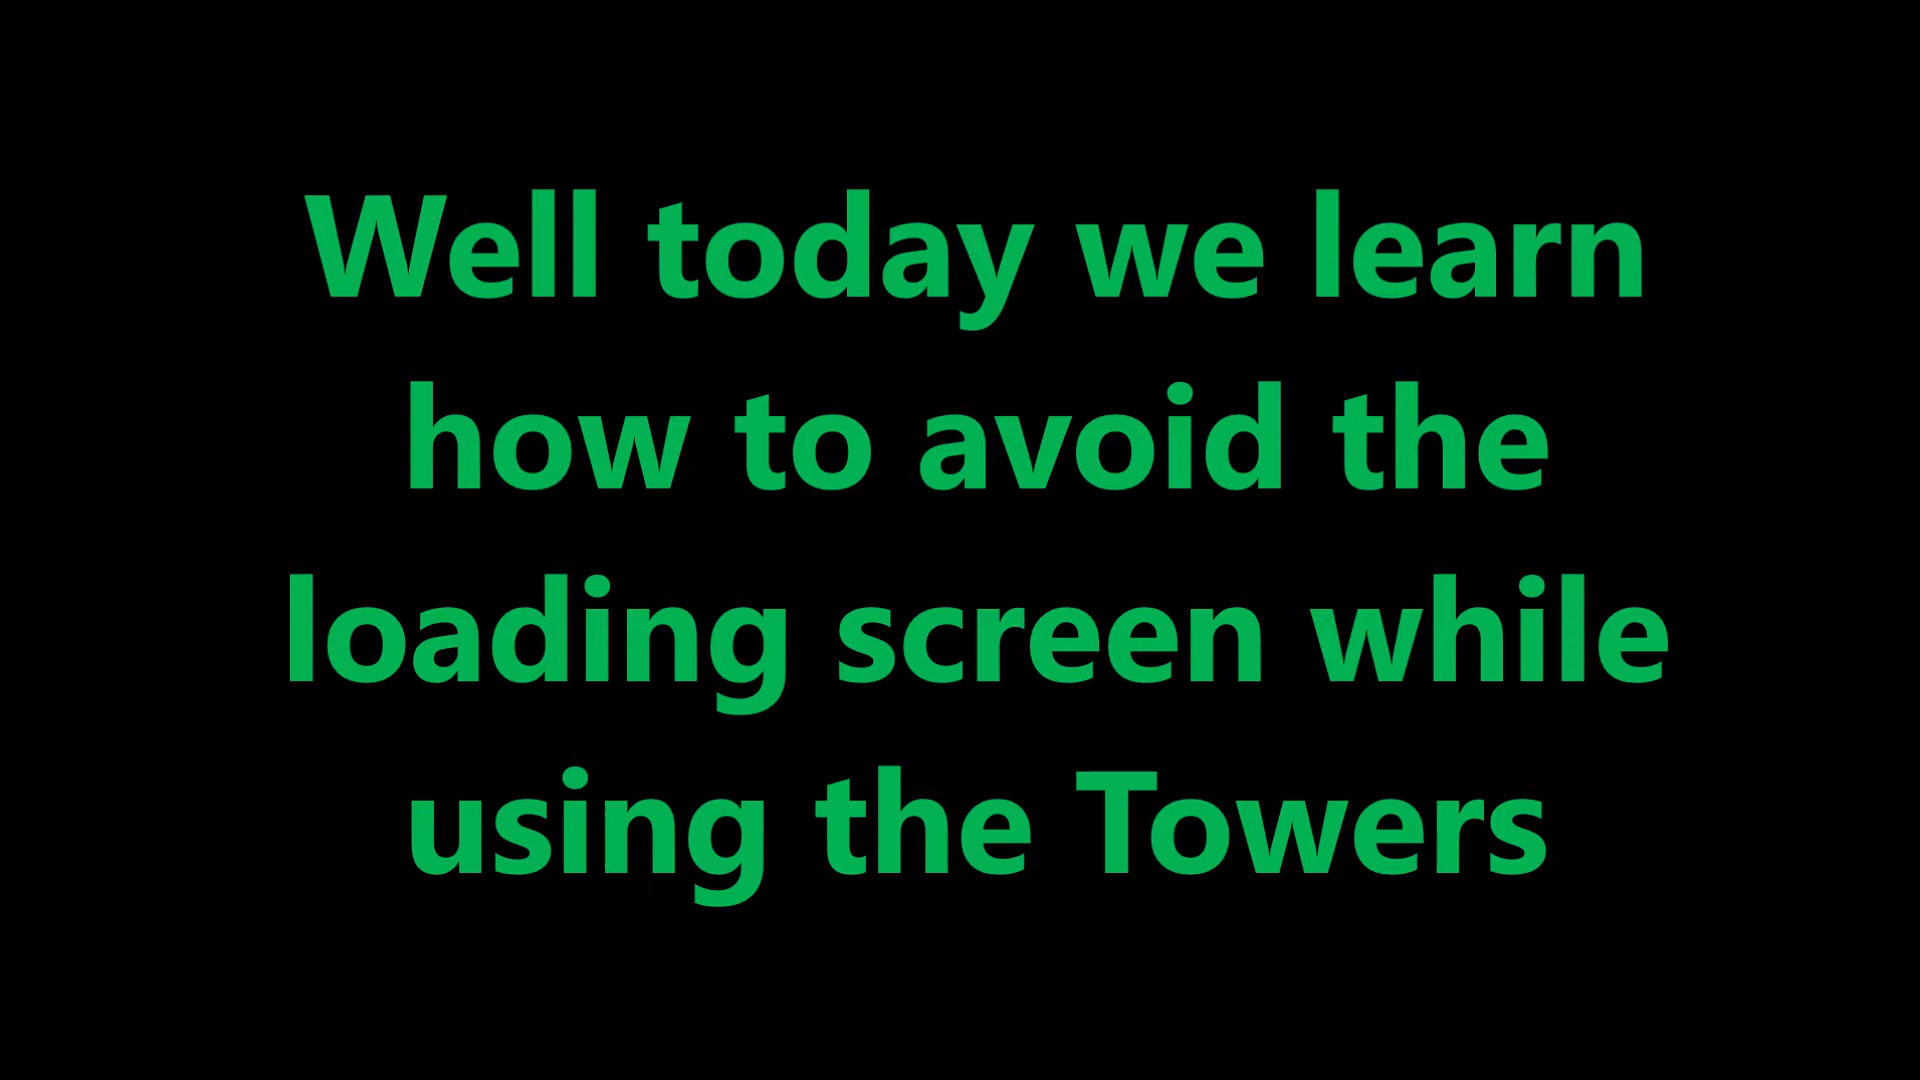 Well today we learn
how to avoid the
loading screen while
using the Towers